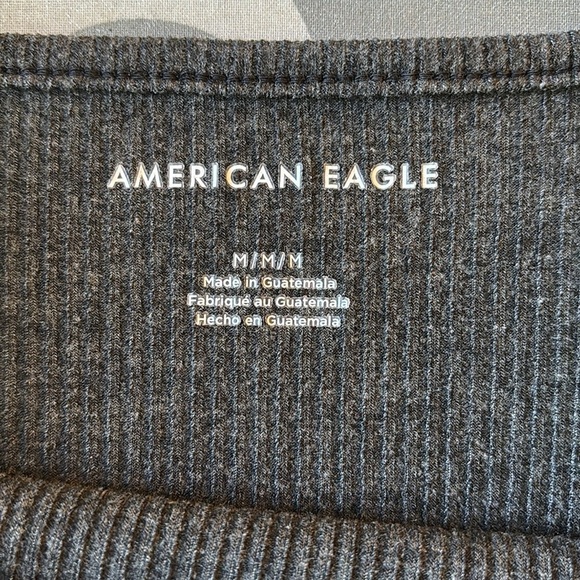 AMERICAN EAGLE
M/M/M
Made in Guatemala
Fabriqué au Guatemala
Hecho en Guatemala